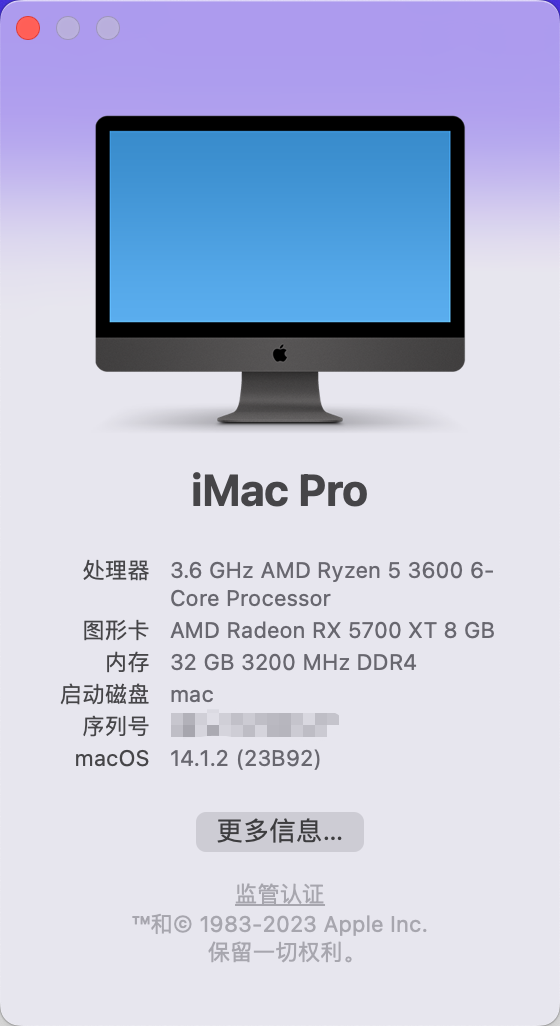 iMac Pro
处理器 3.6 GHz AMD Ryzen 5 3600 6-
Core Processor
图形卡 AMD Radeon RX 5700 XT 8 GB
内存 32 GB 3200 MHz DDR4
启动磁盘 mac
序列号
macOS 14.1.2 (23B92)
更多信息...
监管认证
™和© 1983-2023 Apple Inc.
保留一切权利。